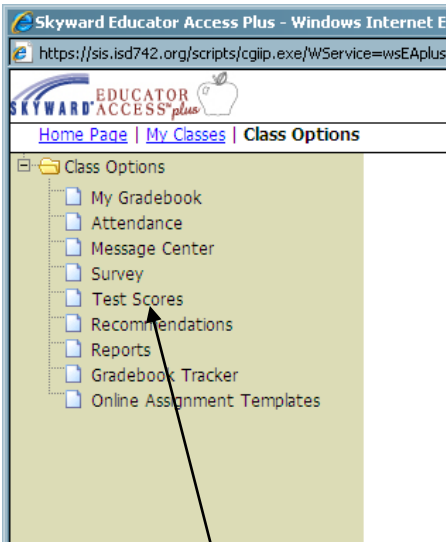 Skyward Educator Access Plus - Windows Internet E
https://sis.isd742.org/scripts/cgiip.exe/WService=wsEAplus
SKYWARD EDUCATOR ACCESS plus
Home Page | My Classes | Class Options
Class Options
My Gradebook
Attendance
Message Center
Survey
Test Scores
Recommendations
Reports
Gradebook Tracker
Online Assignment Templates